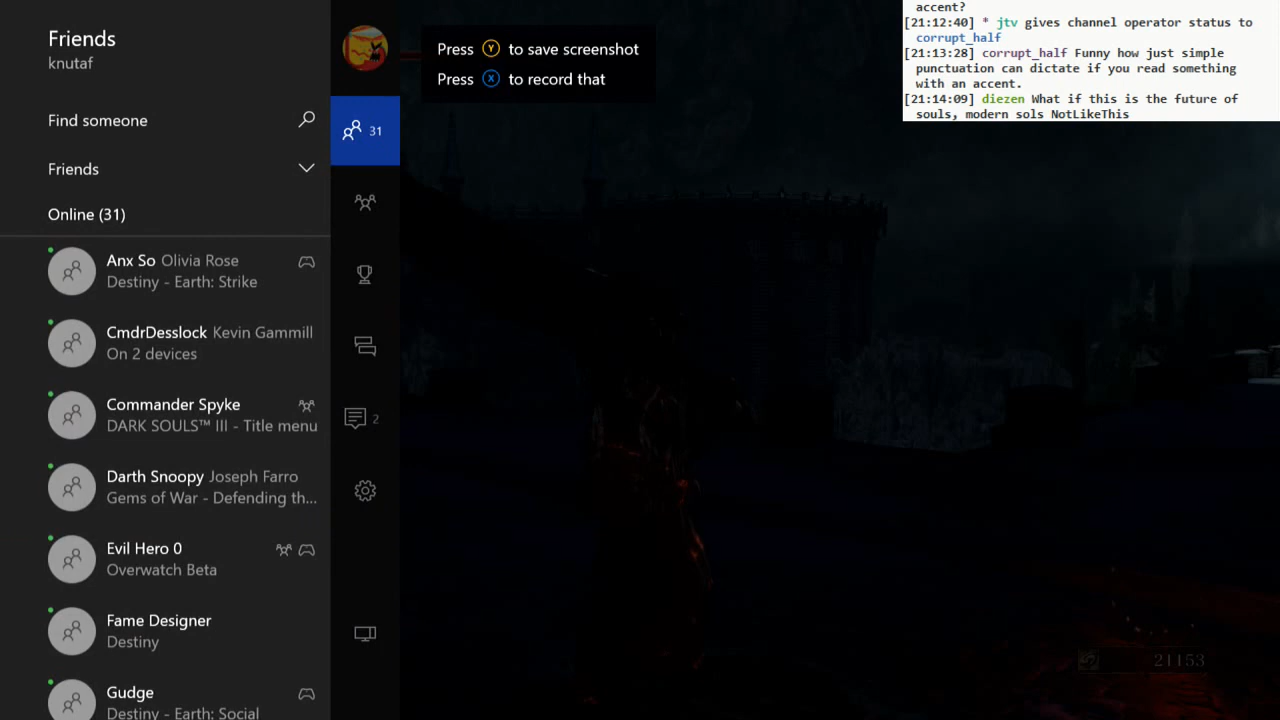 Friends
knutaf
Find someone
Friends
Online (31)
Anx So Olivia Rose
Destiny - Earth: Strike
CmdrDesslock Kevin Gammill
On 2 devices
Commander Spyke
DARK SOULS™ III - Title menu
Darth Snoopy Joseph Farro
Gems of War - Defending th...
Evil Hero 0
Overwatch Beta
Fame Designer
Destiny
Gudge
Destiny - Earth: Social
31
2
Press Y to save screenshot
Press X to record that
accent?
[21:12:40] * jtv gives channel operator status to
corrupt_half
[21:13:28] corrupt_half Funny how just simple
punctuation can dictate if you read something
with an accent.
[21:14:09] diezen What if this is the future of
souls, modern sols NotLikeThis
21153